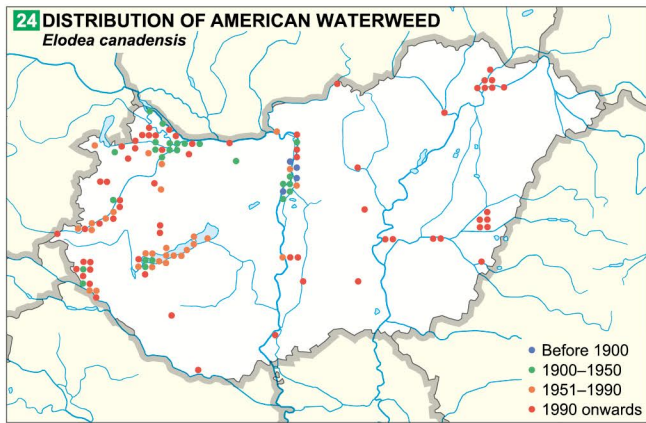 24 DISTRIBUTION OF AMERICAN WATERWEED
Elodea canadensis
Before 1900
1900–1950
1951–1990
1990 onwards